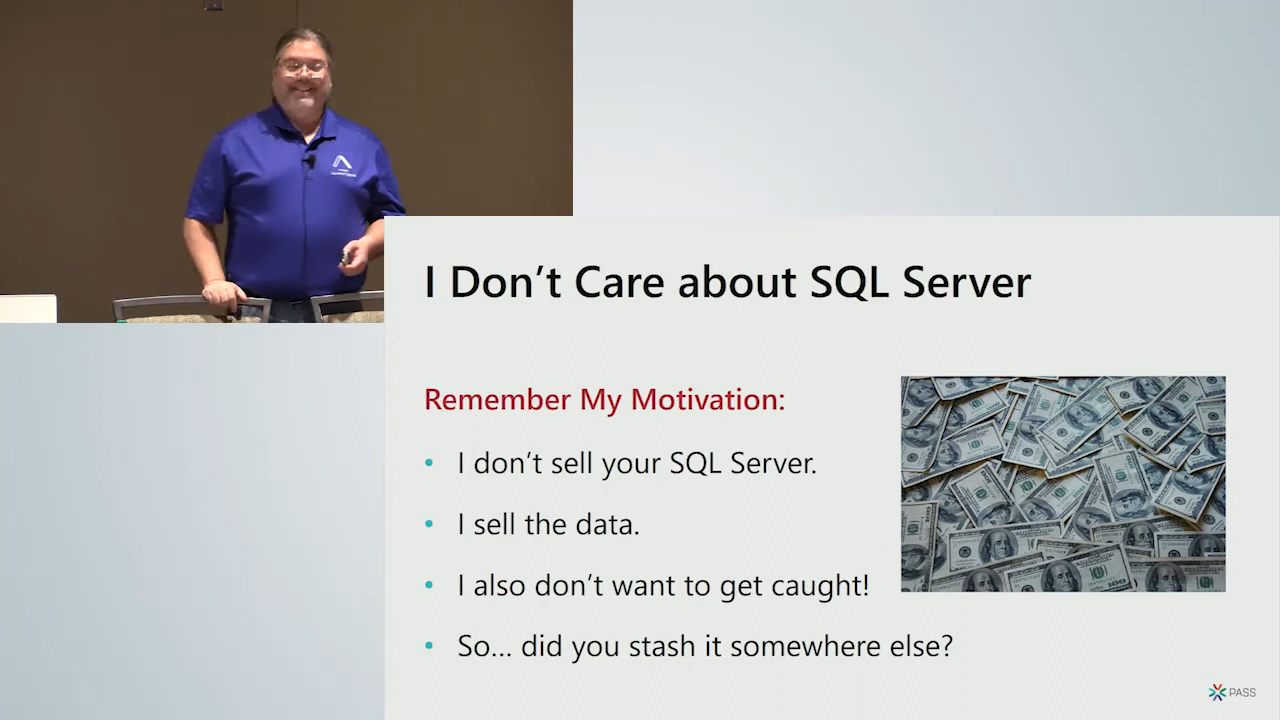 I Don't Care about SQL Server
Remember My Motivation:
• I don't sell your SQL Server.
• I sell the data.
• I also don't want to get caught!
• So... did you stash it somewhere else?
PASS